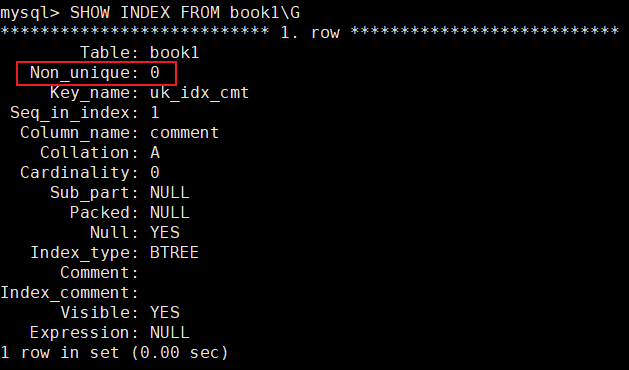 mysql> SHOW INDEX FROM book1\G
*************************** 1. row ***************************
Table: book1
Non_unique: 0
Key_name: uk_idx_cmt
Seq_in_index: 1
Column_name: comment
Collation: A
Cardinality: 0
Sub_part: NULL
Packed: NULL
Null: YES
Index_type: BTREE
Comment:
Index_comment:
Visible: YES
Expression: NULL
1 row in set (0.00 sec)